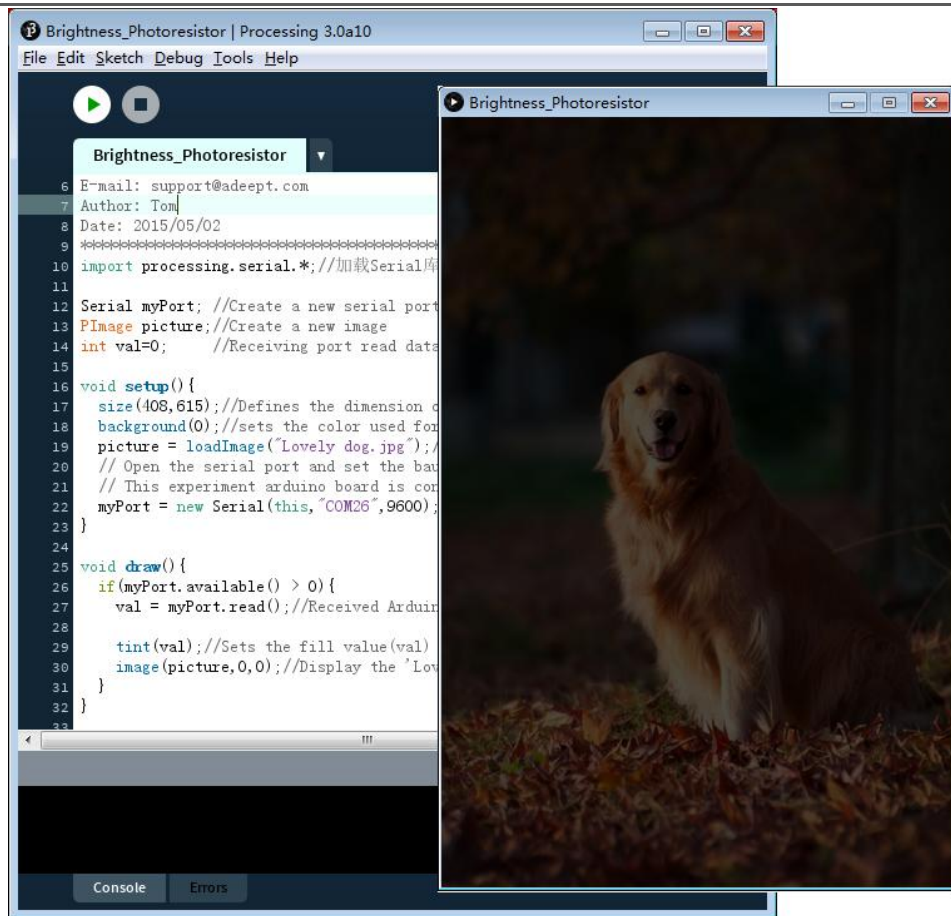 Brightness_Photoresistor | Processing 3.0a10
File Edit Sketch Debug Tools Help
Brightness_Photoresistor
Brightness_Photoresistor
6 E-mail: support@adeept.com
7 Author: Tom
8 Date: 2015/05/02
9 **********************************************
10 import processing.serial.*;//加载Serial库
11
12 Serial myPort; //Create a new serial port
13 PImage picture;//Create a new image
14 int val=0;      //Receiving port read data
15
16 void setup(){
17   size(408,615);//Defines the dimension
18   background(0);//sets the color used for
19   picture = loadImage("Lovely dog.jpg");/
20   // Open the serial port and set the
21   // This experiment arduino board is
22   myPort = new Serial(this,"COM26",9600);
23 }
24
25 void draw(){
26   if(myPort.available() > 0){
27     val = myPort.read();//Received
28
29     tint(val);//Sets the fill value(val)
30     image(picture,0,0);//Display the
31   }
32 }
33
Console Errors